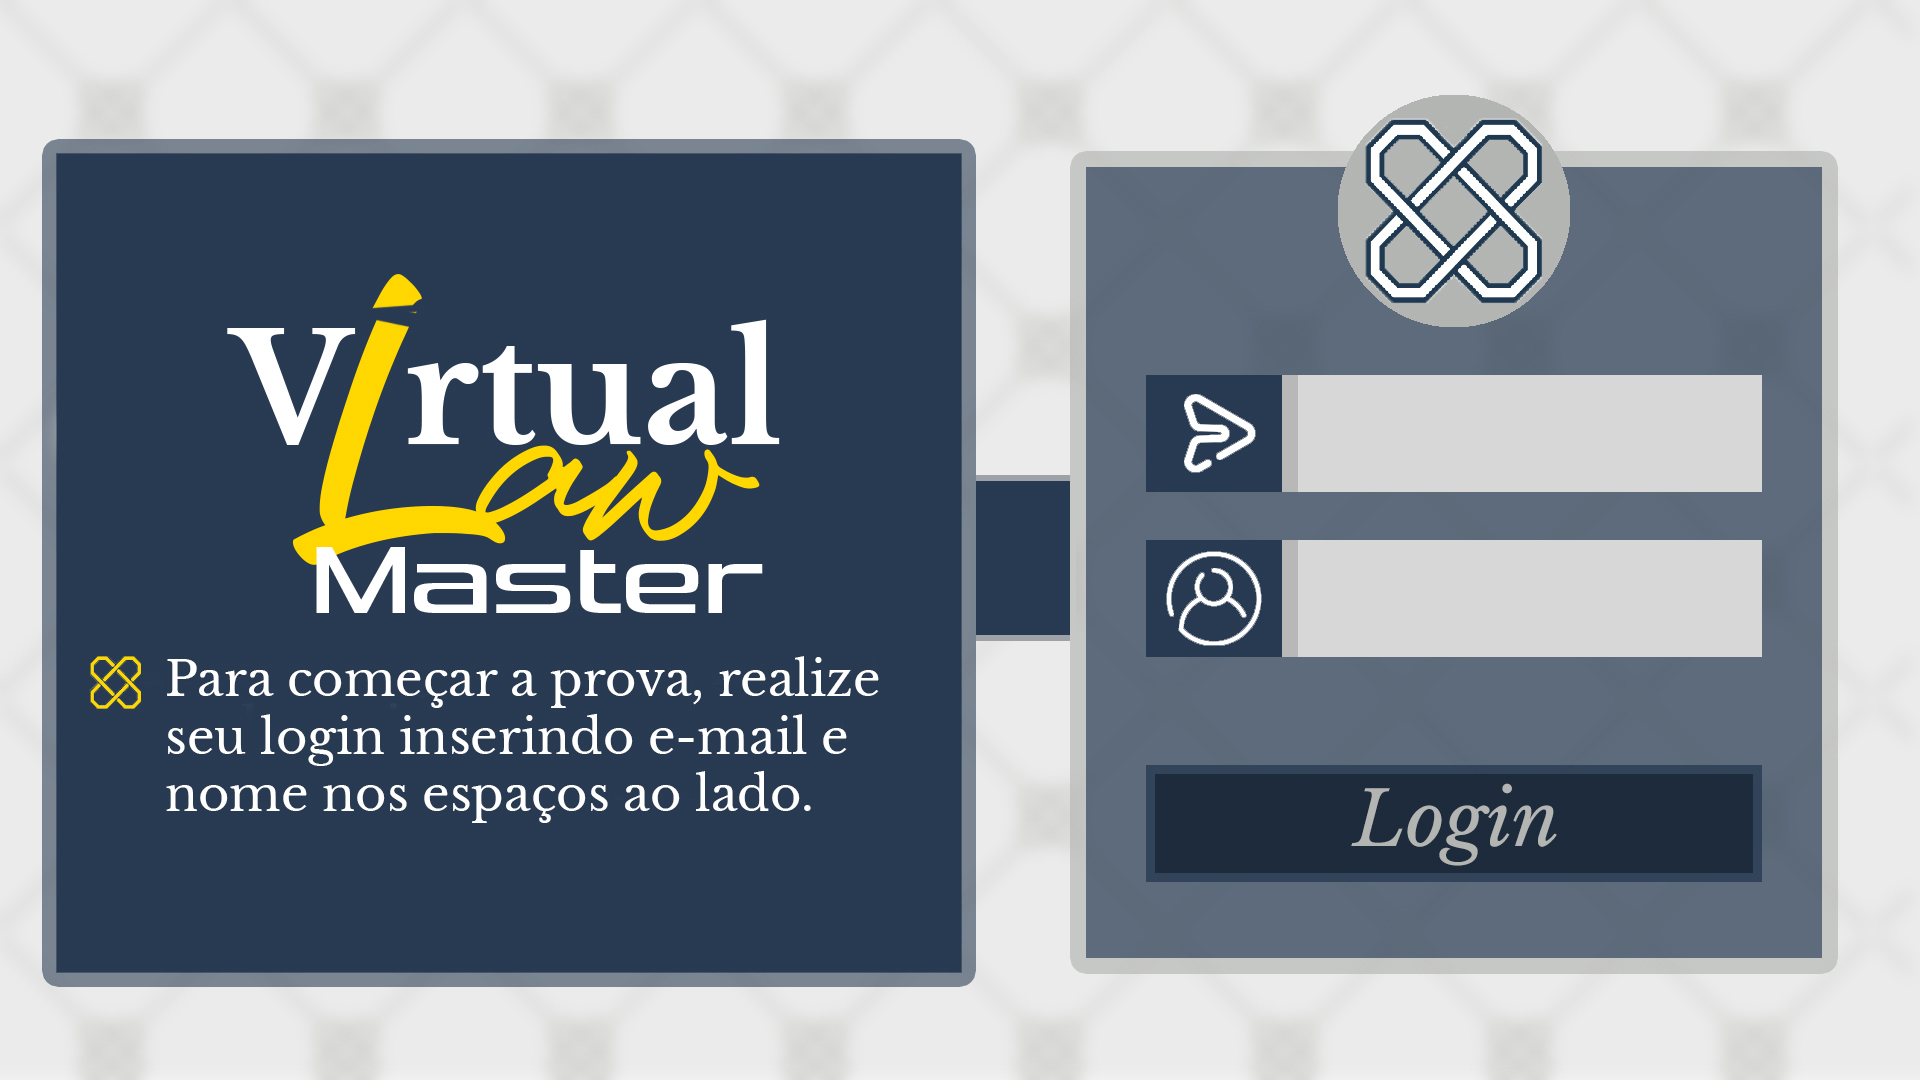 Virtual
Law
Master
Para começar a prova, realize
seu login inserindo e-mail e
nome nos espaços ao lado.
Login